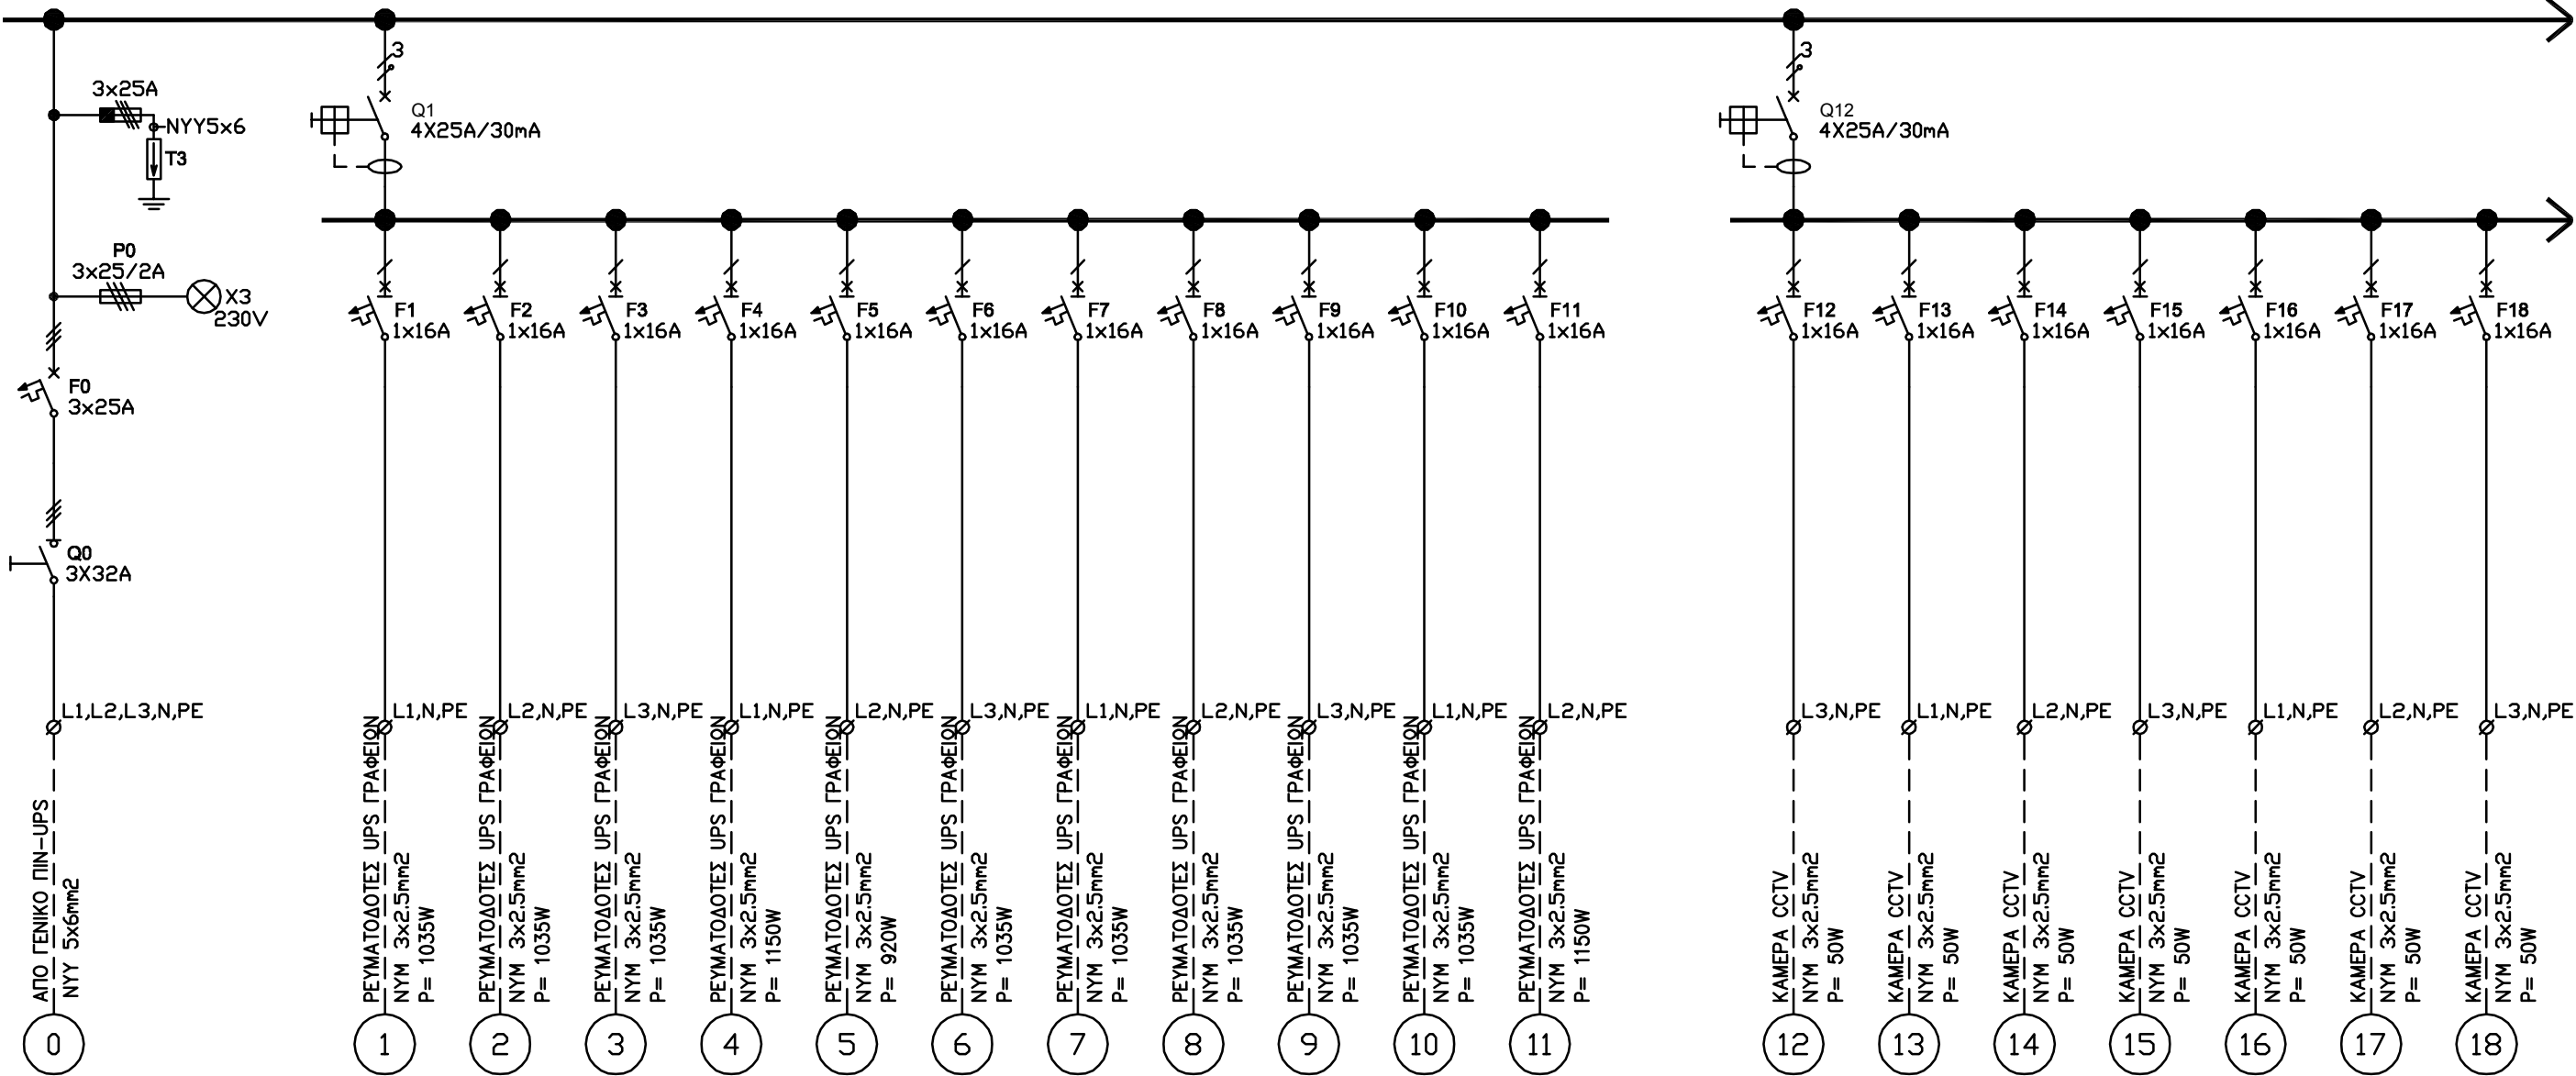 3
3
3x25A
NYY5x6
T3
Q1
4X25A/30mA
Q12
4X25A/30mA
P0
3x25/2A
X3
230V
F0
3x25A
Q0
3X32A
F1
1x16A
F2
1x16A
F3
1x16A
F4
1x16A
F5
1x16A
F6
1x16A
F7
1x16A
F8
1x16A
F9
1x16A
F10
1x16A
F11
1x16A
F12
1x16A
F13
1x16A
F14
1x16A
F15
1x16A
F16
1x16A
F17
1x16A
F18
1x16A
L1,L2,L3,N,PE
L1,N,PE
L2,N,PE
L3,N,PE
L1,N,PE
L2,N,PE
L3,N,PE
L1,N,PE
L2,N,PE
L3,N,PE
L1,N,PE
L2,N,PE
L3,N,PE
L1,N,PE
L2,N,PE
L3,N,PE
L1,N,PE
L2,N,PE
L3,N,PE
ΑΠΟ ΓΕΝΙΚΟ ΠΙΝ-UPS
NYY 5x6mm2
ΡΕΥΜΑΤΟΔΟΤΕΣ UPS ΓΡΑΦΕΙΩΝ
NYM 3x2.5mm2
P= 1035W
ΡΕΥΜΑΤΟΔΟΤΕΣ UPS ΓΡΑΦΕΙΩΝ
NYM 3x2.5mm2
P= 1035W
ΡΕΥΜΑΤΟΔΟΤΕΣ UPS ΓΡΑΦΕΙΩΝ
NYM 3x2.5mm2
P= 1035W
ΡΕΥΜΑΤΟΔΟΤΕΣ UPS ΓΡΑΦΕΙΩΝ
NYM 3x2.5mm2
P= 1150W
ΡΕΥΜΑΤΟΔΟΤΕΣ UPS ΓΡΑΦΕΙΩΝ
NYM 3x2.5mm2
P= 920W
ΡΕΥΜΑΤΟΔΟΤΕΣ UPS ΓΡΑΦΕΙΩΝ
NYM 3x2.5mm2
P= 1035W
ΡΕΥΜΑΤΟΔΟΤΕΣ UPS ΓΡΑΦΕΙΩΝ
NYM 3x2.5mm2
P= 1035W
ΡΕΥΜΑΤΟΔΟΤΕΣ UPS ΓΡΑΦΕΙΩΝ
NYM 3x2.5mm2
P= 1035W
ΡΕΥΜΑΤΟΔΟΤΕΣ UPS ΓΡΑΦΕΙΩΝ
NYM 3x2.5mm2
P= 1035W
ΡΕΥΜΑΤΟΔΟΤΕΣ UPS ΓΡΑΦΕΙΩΝ
NYM 3x2.5mm2
P= 1035W
ΡΕΥΜΑΤΟΔΟΤΕΣ UPS ΓΡΑΦΕΙΩΝ
NYM 3x2.5mm2
P= 1150W
ΚΑΜΕΡΑ CCTV
NYM 3x2.5mm2
P= 50W
ΚΑΜΕΡΑ CCTV
NYM 3x2.5mm2
P= 50W
ΚΑΜΕΡΑ CCTV
NYM 3x2.5mm2
P= 50W
ΚΑΜΕΡΑ CCTV
NYM 3x2.5mm2
P= 50W
ΚΑΜΕΡΑ CCTV
NYM 3x2.5mm2
P= 50W
ΚΑΜΕΡΑ CCTV
NYM 3x2.5mm2
P= 50W
ΚΑΜΕΡΑ CCTV
NYM 3x2.5mm2
P= 50W
0
1
2
3
4
5
6
7
8
9
10
11
12
13
14
15
16
17
18